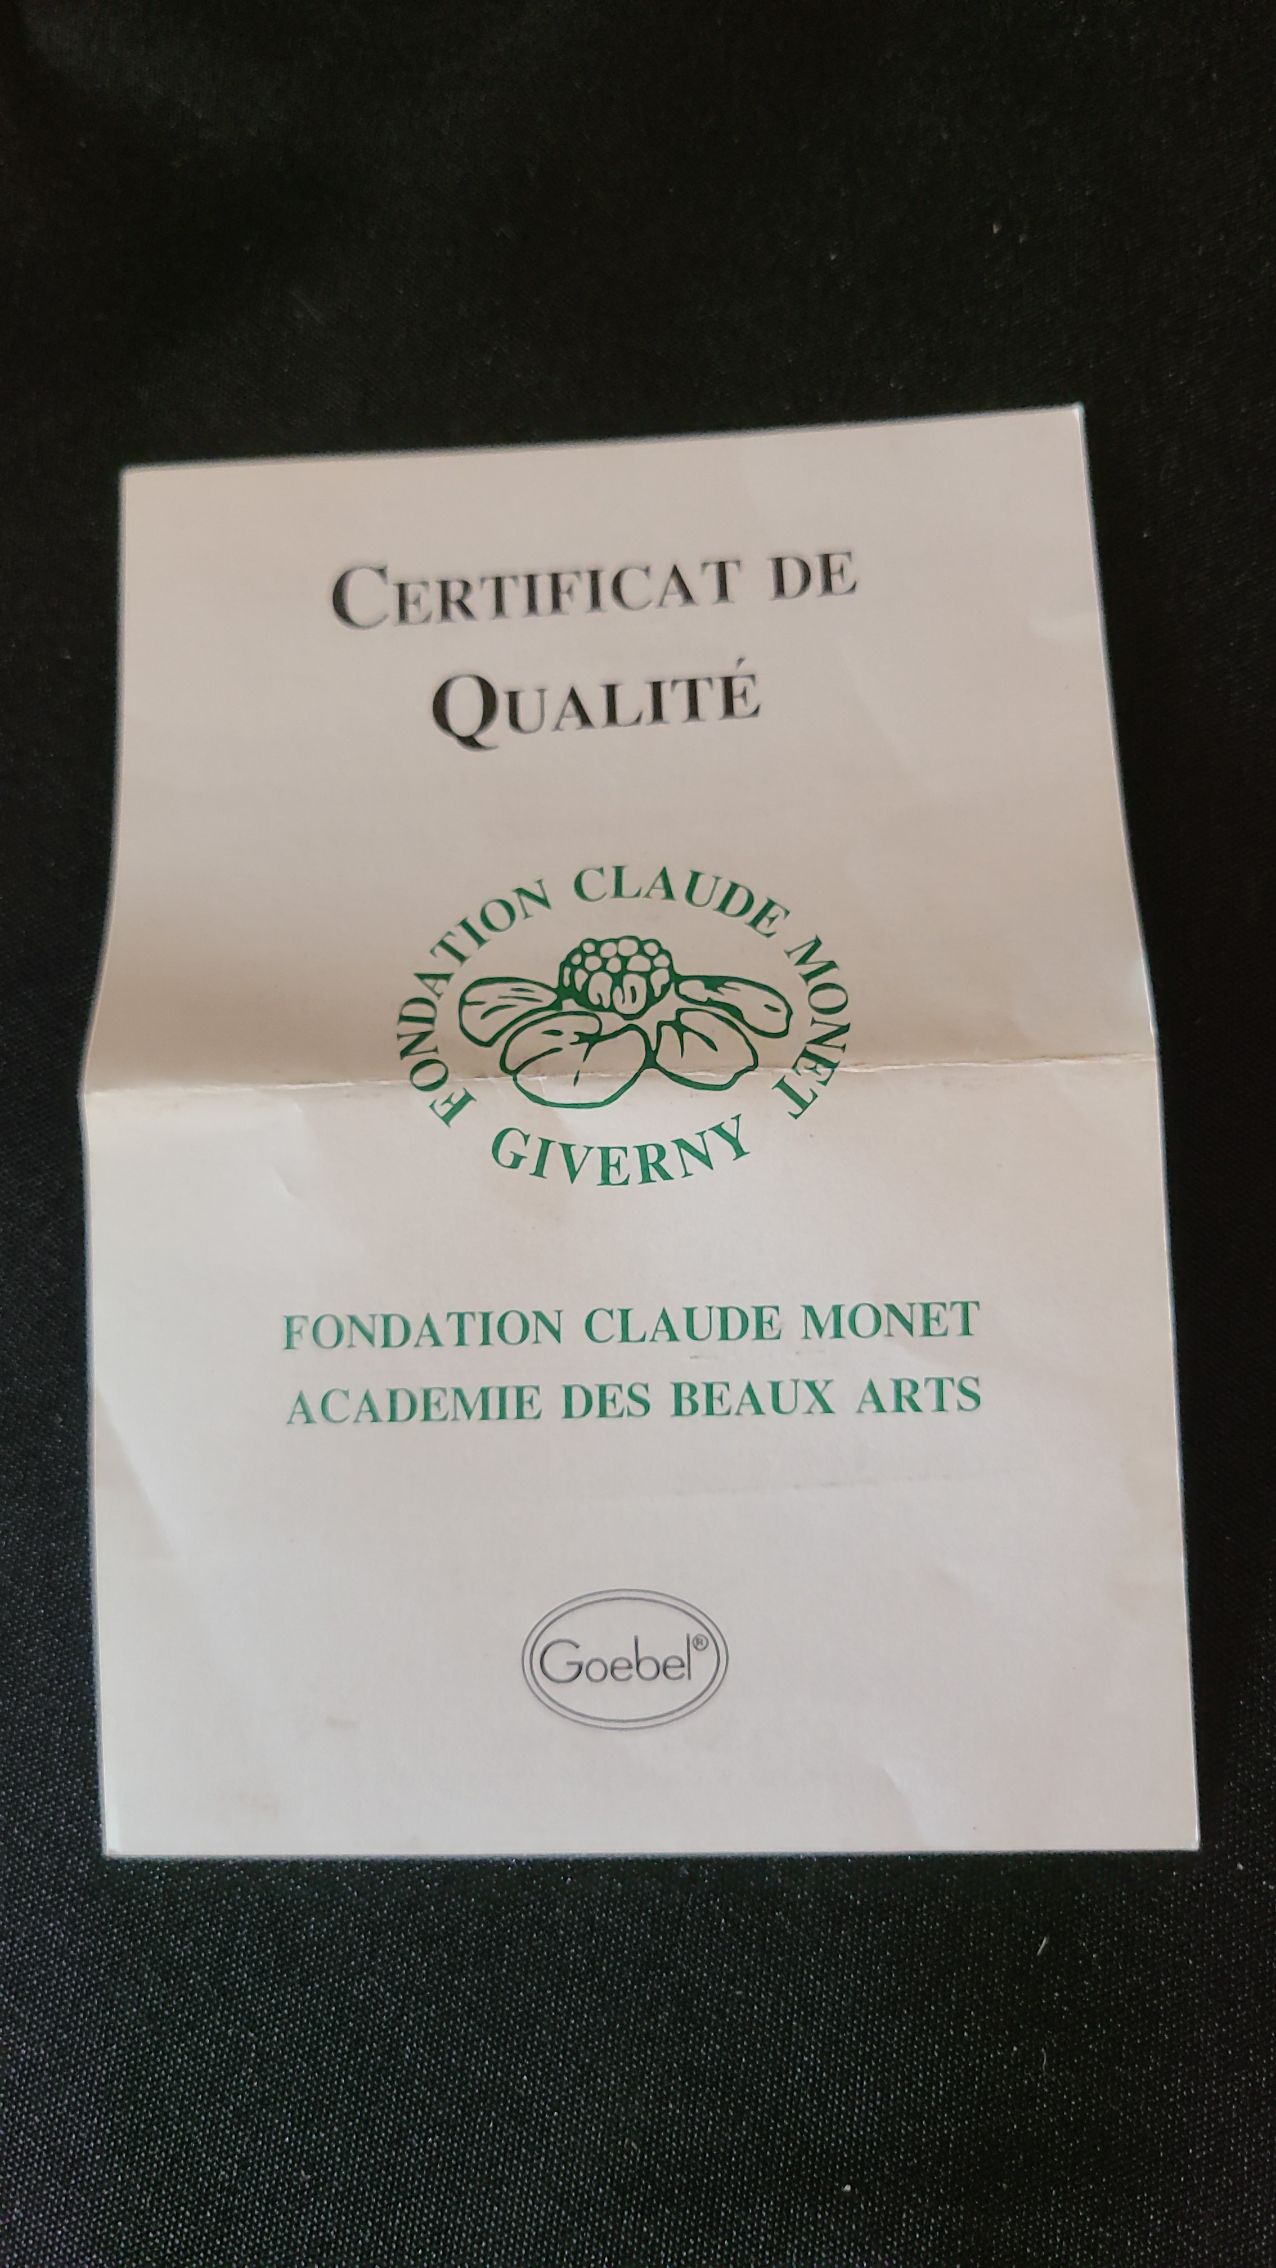 CERTIFICAT DE
QUALITÉ
FONDATION CLAUDE MONET
GIVERNY
FONDATION CLAUDE MONET
ACADEMIE DES BEAUX ARTS
Goebel®